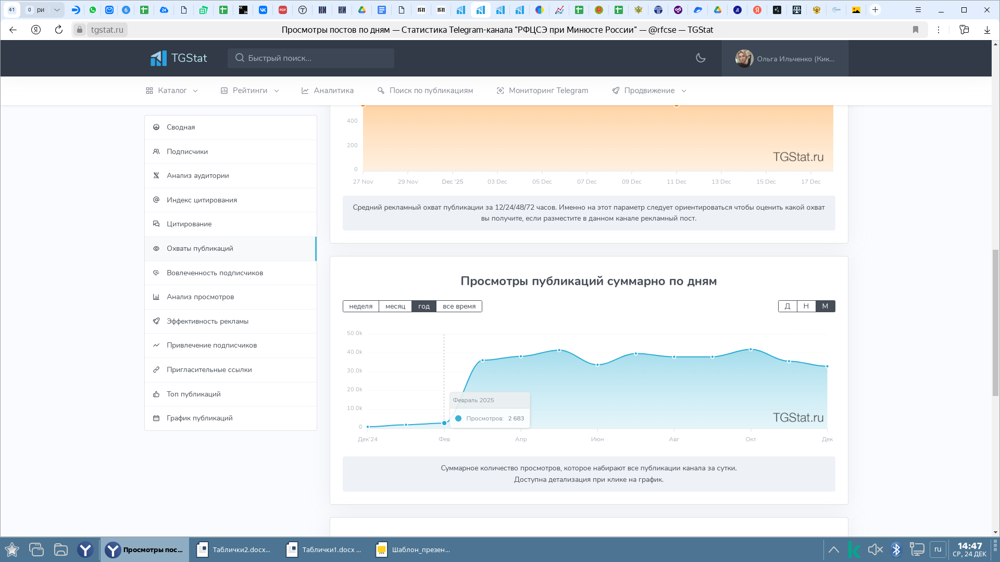 41
0 ри
6
PDF
об
Д
Я
Я
tgstat.ru
Просмотры постов по дням — Статистика Telegram-канала "РФЦСЭ при Минюсте России" — @rfcse — TGStat
TGStat
Быстрый поиск...
Ольга Ильченко (Кик...
Каталог
Рейтинги
Аналитика
Поиск по публикациям
Мониторинг Telegram
Продвижение
Сводная
Подписчики
Анализ аудитории
Индекс цитирования
Цитирование
Охваты публикаций
Вовлеченность подписчиков
Анализ просмотров
Эффективность рекламы
Привлечение подписчиков
Пригласительные ссылки
Топ публикаций
График публикаций
400
200
0
TGStat.ru
27 Nov 29 Nov Dec '25 03 Dec 05 Dec 07 Dec 09 Dec 11 Dec 13 Dec 15 Dec 17 Dec
Средний рекламный охват публикации за 12/24/48/72 часов. Именно на этот параметр следует ориентироваться чтобы оценить какой охват
вы получите, если разместите в данном канале рекламный пост.
Просмотры публикаций суммарно по дням
неделя месяц год все время
Д Н М
50.0k
40.0k
30.0k
20.0k
10.0k
0
Февраль 2025
Просмотров: 2 683
TGStat.ru
Дек'24 Фев Апр Июн Авг Окт Дек
Суммарное количество просмотров, которое набирают все публикации канала за сутки.
Доступна детализация при клике на график.
Просмотры пос...
Таблички2.docx...
Таблички1.docx ...
Шаблон_презен...
ru
14:47
СР, 24 ДЕК